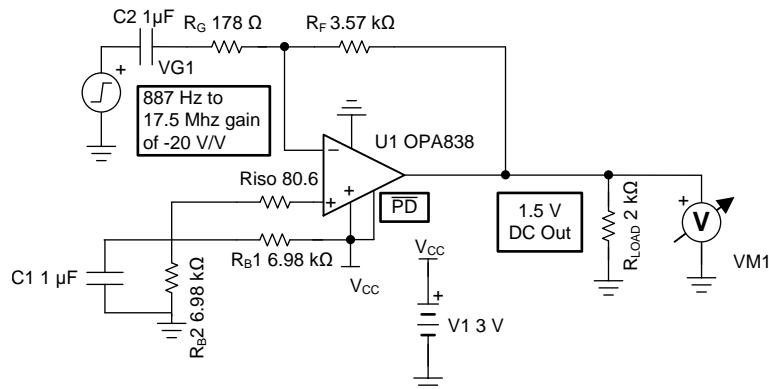 C2 1µF
R_G 178 Ω
R_F 3.57 kΩ
+
VG1
887 Hz to
17.5 Mhz gain
of -20 V/V
U1 OPA838
−
+
+
Riso 80.6
PD
1.5 V
DC Out
+
V
R_LOAD 2 kΩ
VM1
R_B1 6.98 kΩ
V_CC
V_CC
C1 1 µF
R_B2 6.98 kΩ
+
V1 3 V